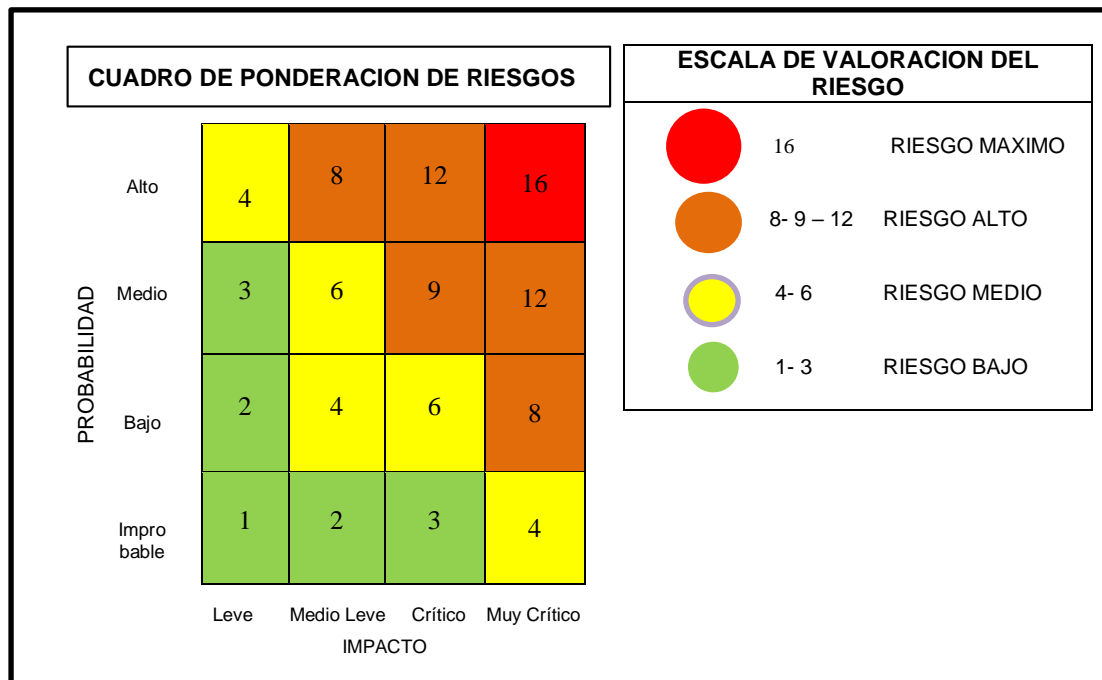 CUADRO DE PONDERACION DE RIESGOS
PROBABILIDAD
Alto
4
8
12
16
Medio
3
6
9
12
Bajo
2
4
6
8
Impro
bable
1
2
3
4
Leve
Medio Leve
Crítico
Muy Crítico
IMPACTO
ESCALA DE VALORACION DEL
RIESGO
16 RIESGO MAXIMO
8- 9 – 12 RIESGO ALTO
4- 6 RIESGO MEDIO
1- 3 RIESGO BAJO